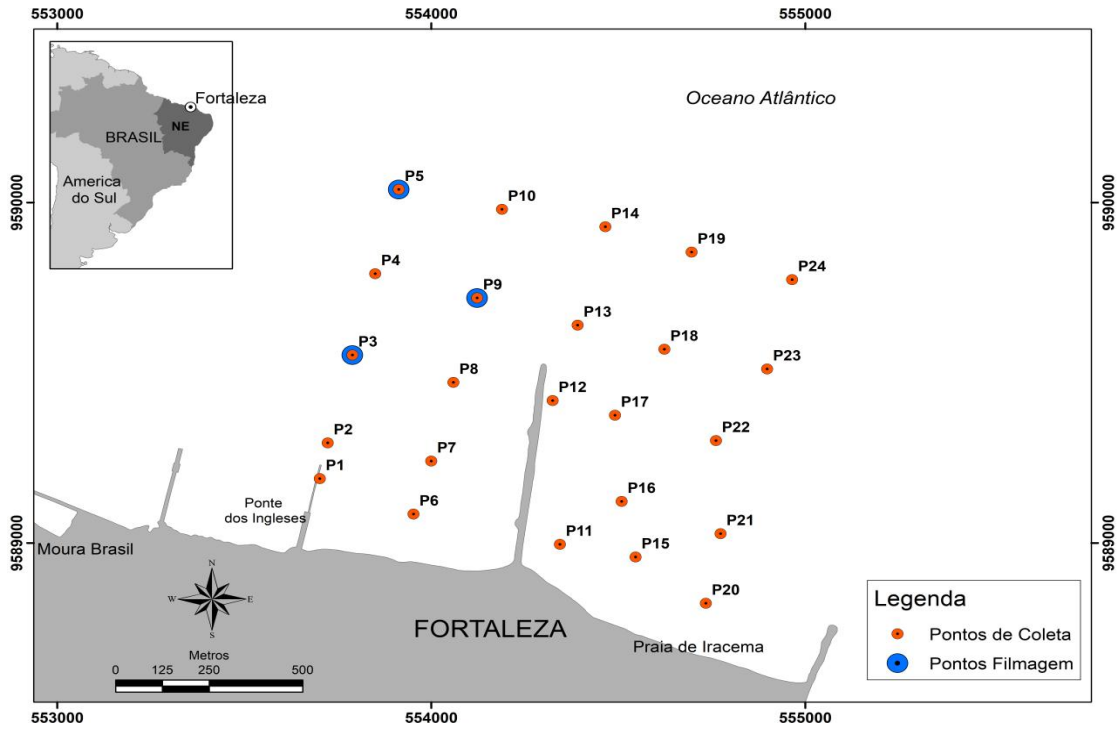 553000
554000
555000
Fortaleza
NE
BRASIL
America
do Sul
Oceano Atlântico
9590000
9590000
P5
P10
P14
P19
P4
P24
P9
P13
P18
P3
P23
P8
P12
P17
P2
P22
P7
P1
P16
Ponte
dos Ingleses
P6
P21
P11
P15
9589000
9589000
Moura Brasil
N
W
E
S
P20
FORTALEZA
Praia de Iracema
Legenda
Pontos de Coleta
Pontos Filmagem
Metros
0 125 250 500
553000
554000
555000